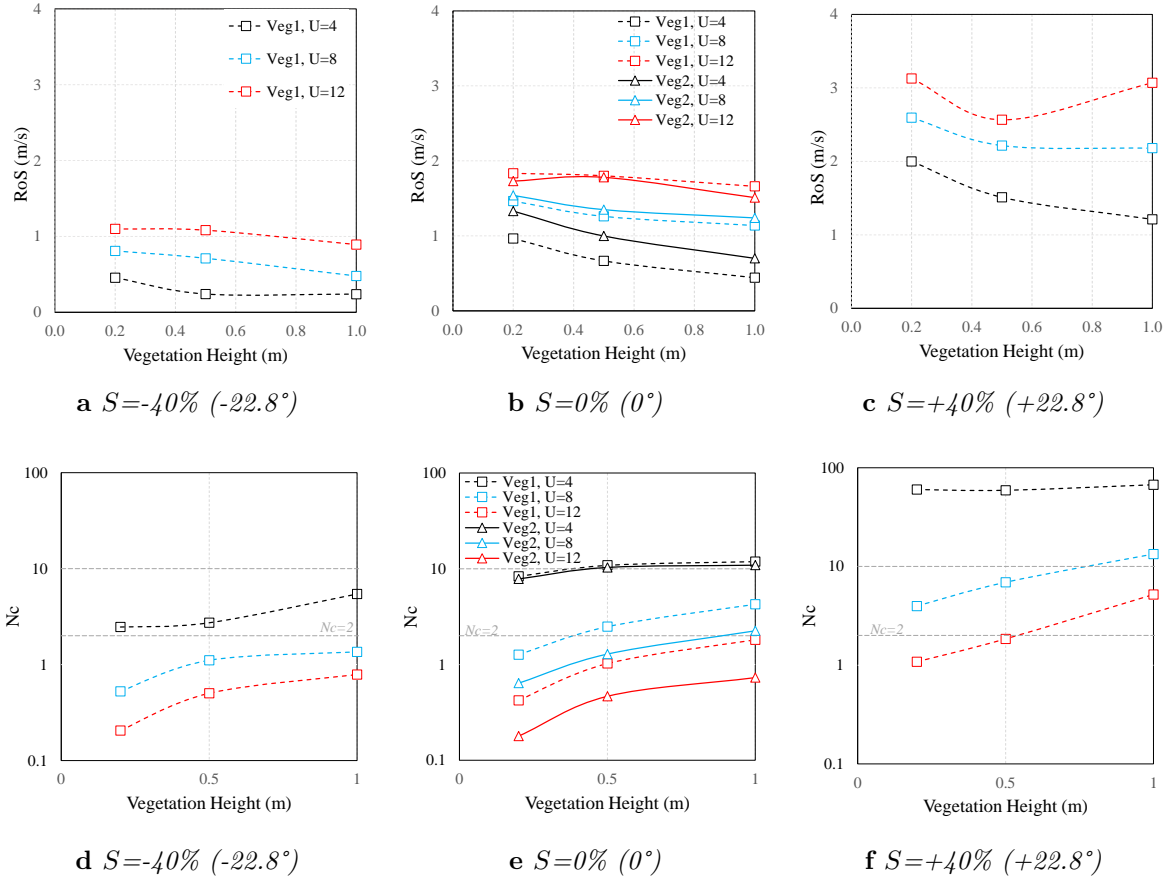 4
3
2
1
0
RoS (m/s)
Veg1, U=4
Veg1, U=8
Veg1, U=12
0.0 0.2 0.4 0.6 0.8 1.0
Vegetation Height (m)
a S=-40% (-22.8°)
4
3
2
1
0
RoS (m/s)
Veg1, U=4
Veg1, U=8
Veg1, U=12
Veg2, U=4
Veg2, U=8
Veg2, U=12
0.0 0.2 0.4 0.6 0.8 1.0
Vegetation Height (m)
b S=0% (0°)
4
3
2
1
0
RoS (m/s)
0.0 0.2 0.4 0.6 0.8 1.0
Vegetation Height (m)
c S=+40% (+22.8°)
100
10
1
0.1
Nc
Nc=2
0 0.5 1
Vegetation Height (m)
d S=-40% (-22.8°)
100
10
1
0.1
Nc
Veg1, U=4
Veg1, U=8
Veg1, U=12
Veg2, U=4
Veg2, U=8
Veg2, U=12
Nc=2
0 0.5 1
Vegetation Height (m)
e S=0% (0°)
100
10
1
0.1
Nc
Nc=2
0 0.5 1
Vegetation Height (m)
f S=+40% (+22.8°)